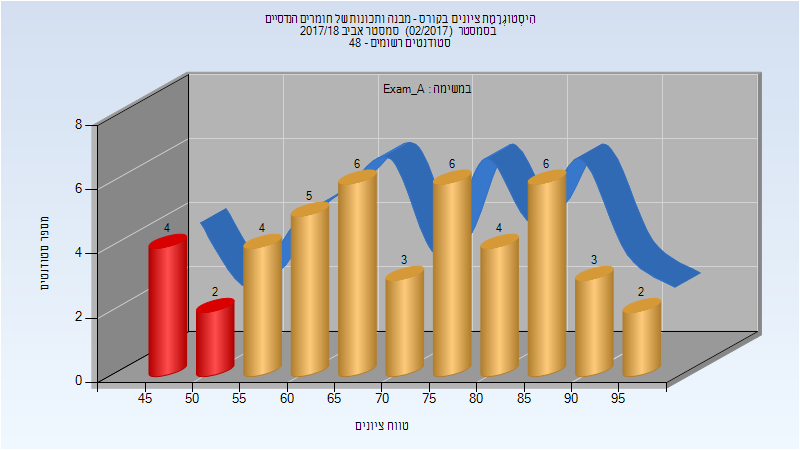 היסטוגרמת ציונים בקורס - מבנה ותכונות של חומרים הנדסיים
בסמסטר (02/2017) סמסטר אביב 2017/18
סטודנטים רשומים - 48
במשימה : Exam_A
מספר סטודנטים
8
6
4
2
0
4
2
4
5
6
3
6
4
6
3
2
45 50 55 60 65 70 75 80 85 90 95
טווח ציונים